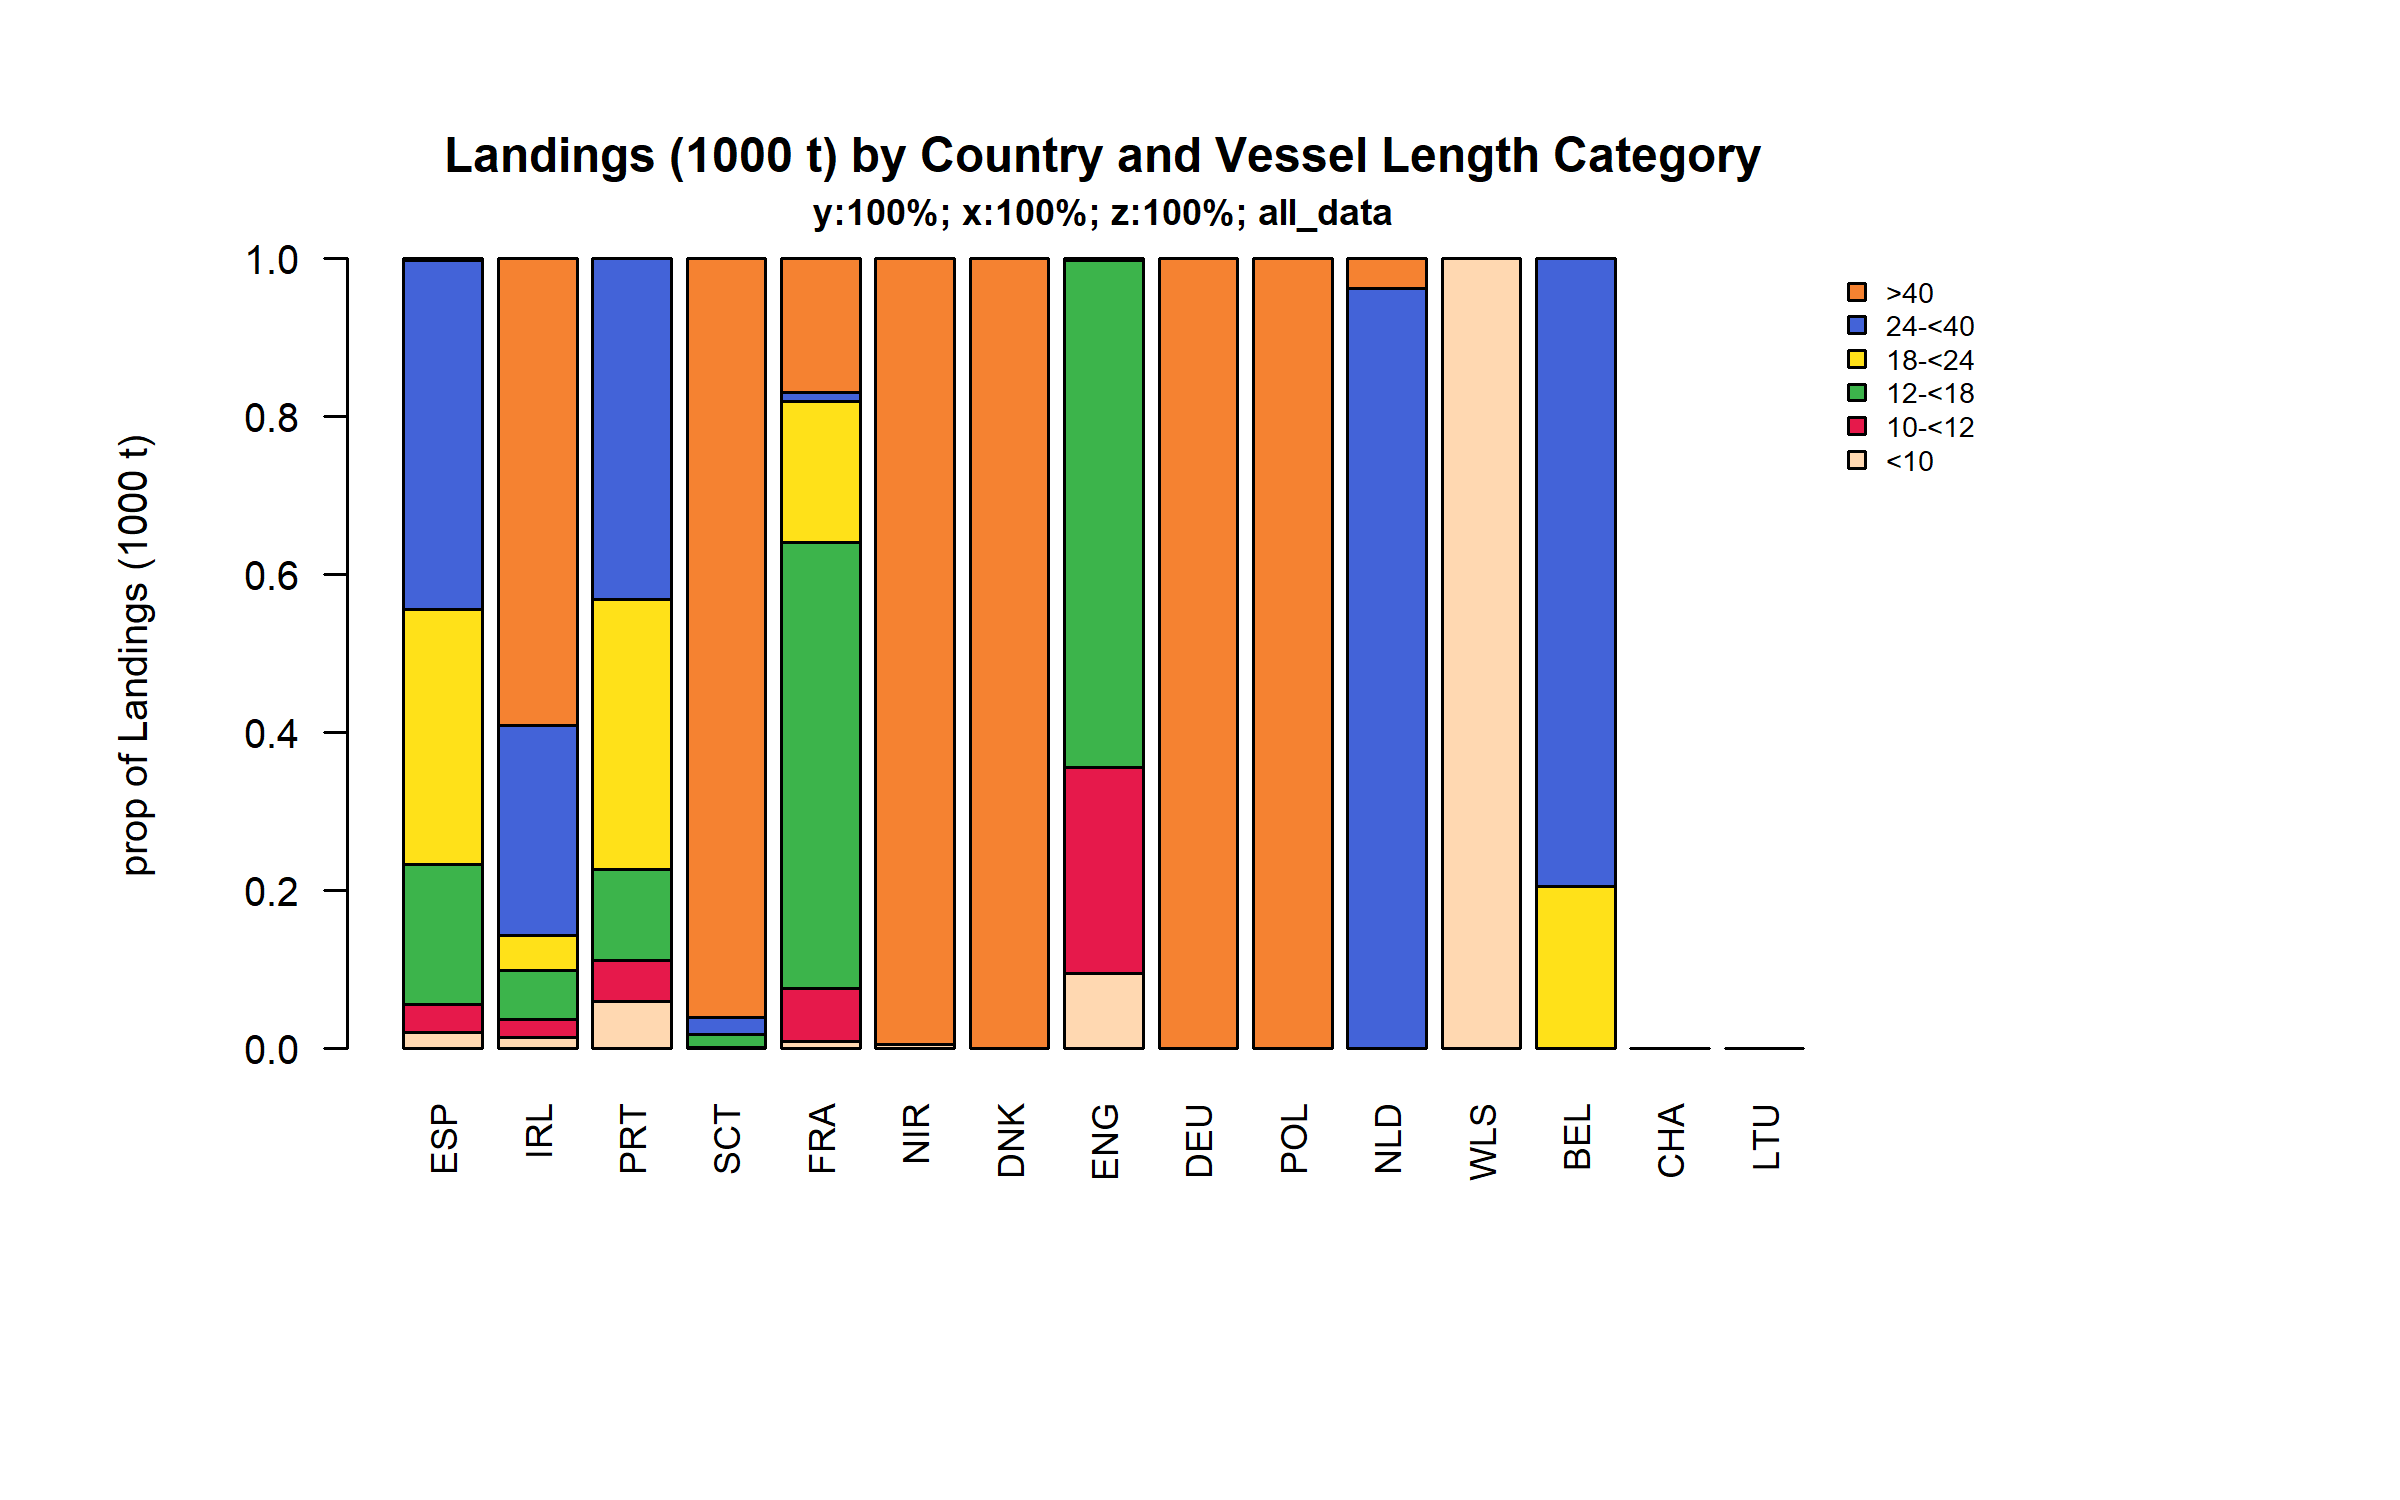 Landings (1000 t) by Country and Vessel Length Category
y:100%; x:100%; z:100%; all_data
prop of Landings (1000 t)
1.0
0.8
0.6
0.4
0.2
0.0
>40
24-<40
18-<24
12-<18
10-<12
<10
ESP
IRL
PRT
SCT
FRA
NIR
DNK
ENG
DEU
POL
NLD
WLS
BEL
CHA
LTU